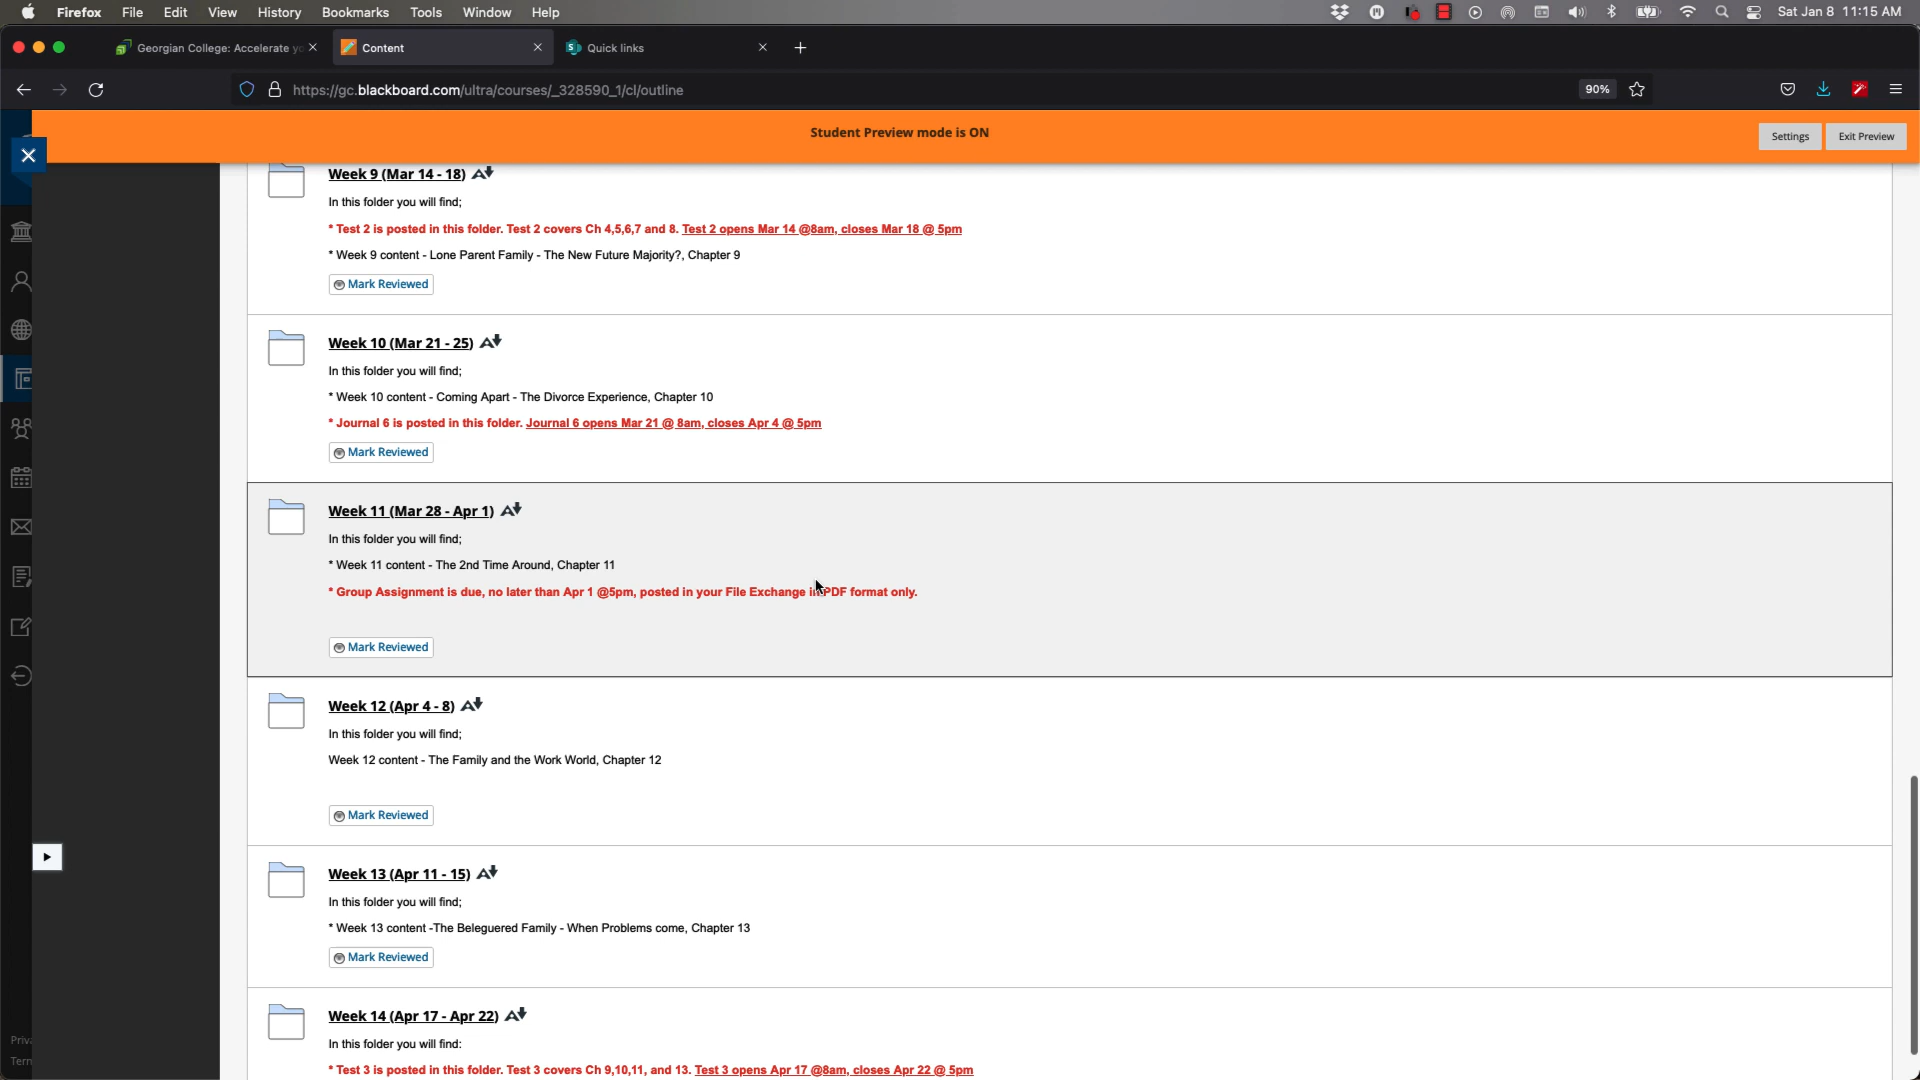 Firefox File Edit View History Bookmarks Tools Window Help
Sat Jan 8 11:15 AM
Georgian College: Accelerate yo
Content
Quick links
https://gc.blackboard.com/ultra/courses/_328590_1/cl/outline
90%
Student Preview mode is ON
Settings
Exit Preview
Week 9 (Mar 14 - 18)
In this folder you will find;
* Test 2 is posted in this folder. Test 2 covers Ch 4,5,6,7 and 8. Test 2 opens Mar 14 @8am, closes Mar 18 @ 5pm
* Week 9 content - Lone Parent Family - The New Future Majority?, Chapter 9
Mark Reviewed
Week 10 (Mar 21 - 25)
In this folder you will find;
* Week 10 content - Coming Apart - The Divorce Experience, Chapter 10
* Journal 6 is posted in this folder. Journal 6 opens Mar 21 @ 8am, closes Apr 4 @ 5pm
Mark Reviewed
Week 11 (Mar 28 - Apr 1)
In this folder you will find;
* Week 11 content - The 2nd Time Around, Chapter 11
* Group Assignment is due, no later than Apr 1 @5pm, posted in your File Exchange in PDF format only.
Mark Reviewed
Week 12 (Apr 4 - 8)
In this folder you will find;
Week 12 content - The Family and the Work World, Chapter 12
Mark Reviewed
Week 13 (Apr 11 - 15)
In this folder you will find;
* Week 13 content -The Beleguered Family - When Problems come, Chapter 13
Mark Reviewed
Week 14 (Apr 17 - Apr 22)
In this folder you will find:
* Test 3 is posted in this folder. Test 3 covers Ch 9,10,11, and 13. Test 3 opens Apr 17 @8am, closes Apr 22 @ 5pm
Priva
Term